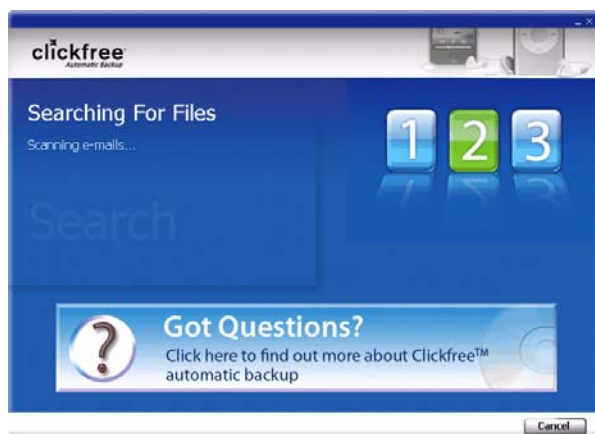 clickfree
Automatic Backup
Searching For Files
Scanning e-mails...
1 2 3
Search
Got Questions?
Click here to find out more about Clickfree™
automatic backup
Cancel